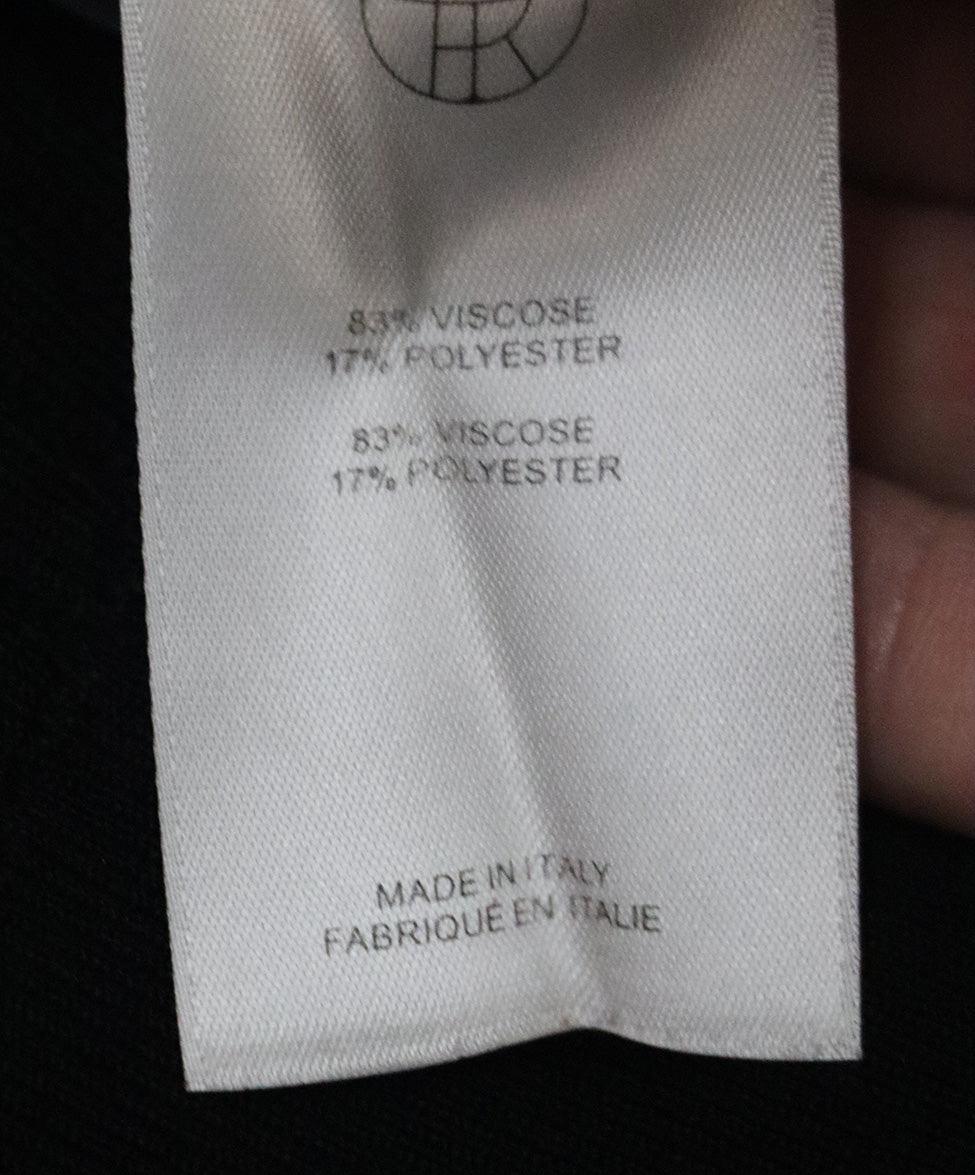 83% VISCOSE
17% POLYESTER
83% VISCOSE
17% POLYESTER
MADE IN ITALY
FABRIQUÉ EN ITALIE